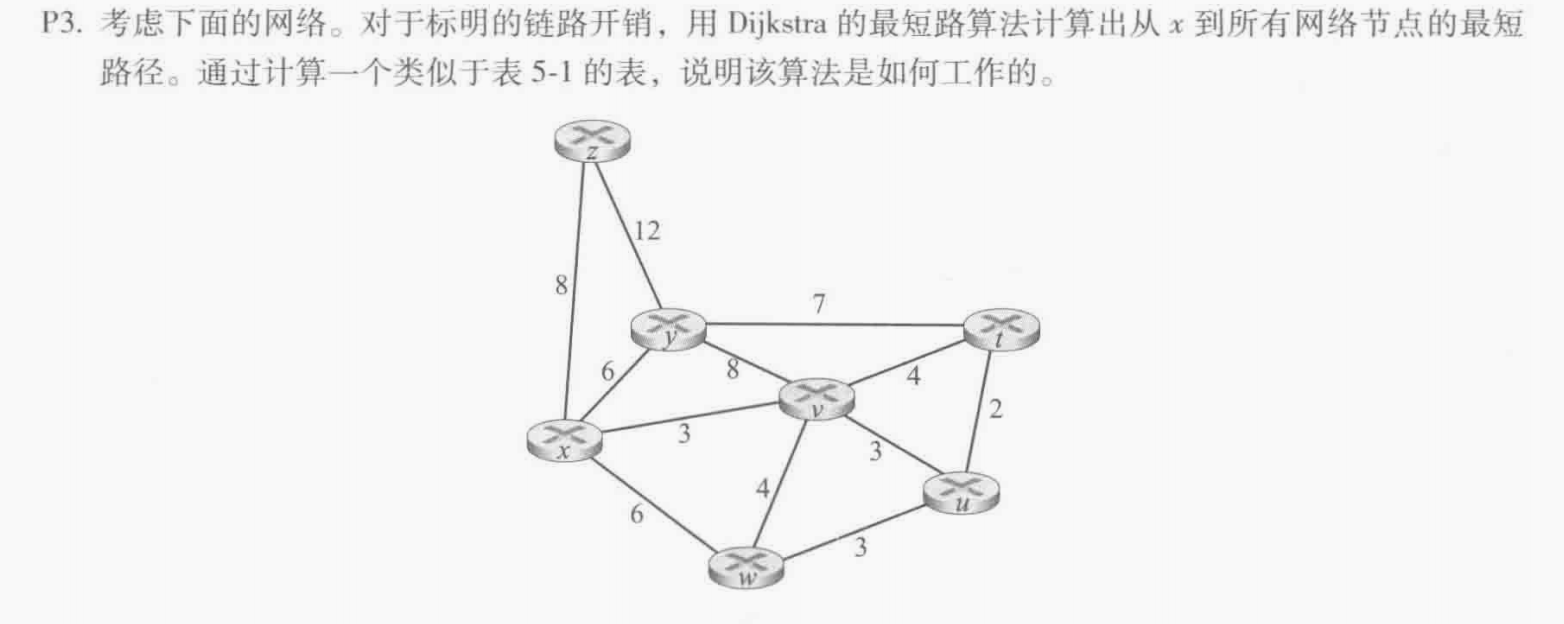 P3. 考虑下面的网络。对于标明的链路开销，用 Dijkstra 的最短路算法计算出从 x 到所有网络节点的最短
路径。通过计算一个类似于表 5-1 的表，说明该算法是如何工作的。
z
12
8
7
y
t
6
8
4
v
2
3
x
3
4
u
6
3
w